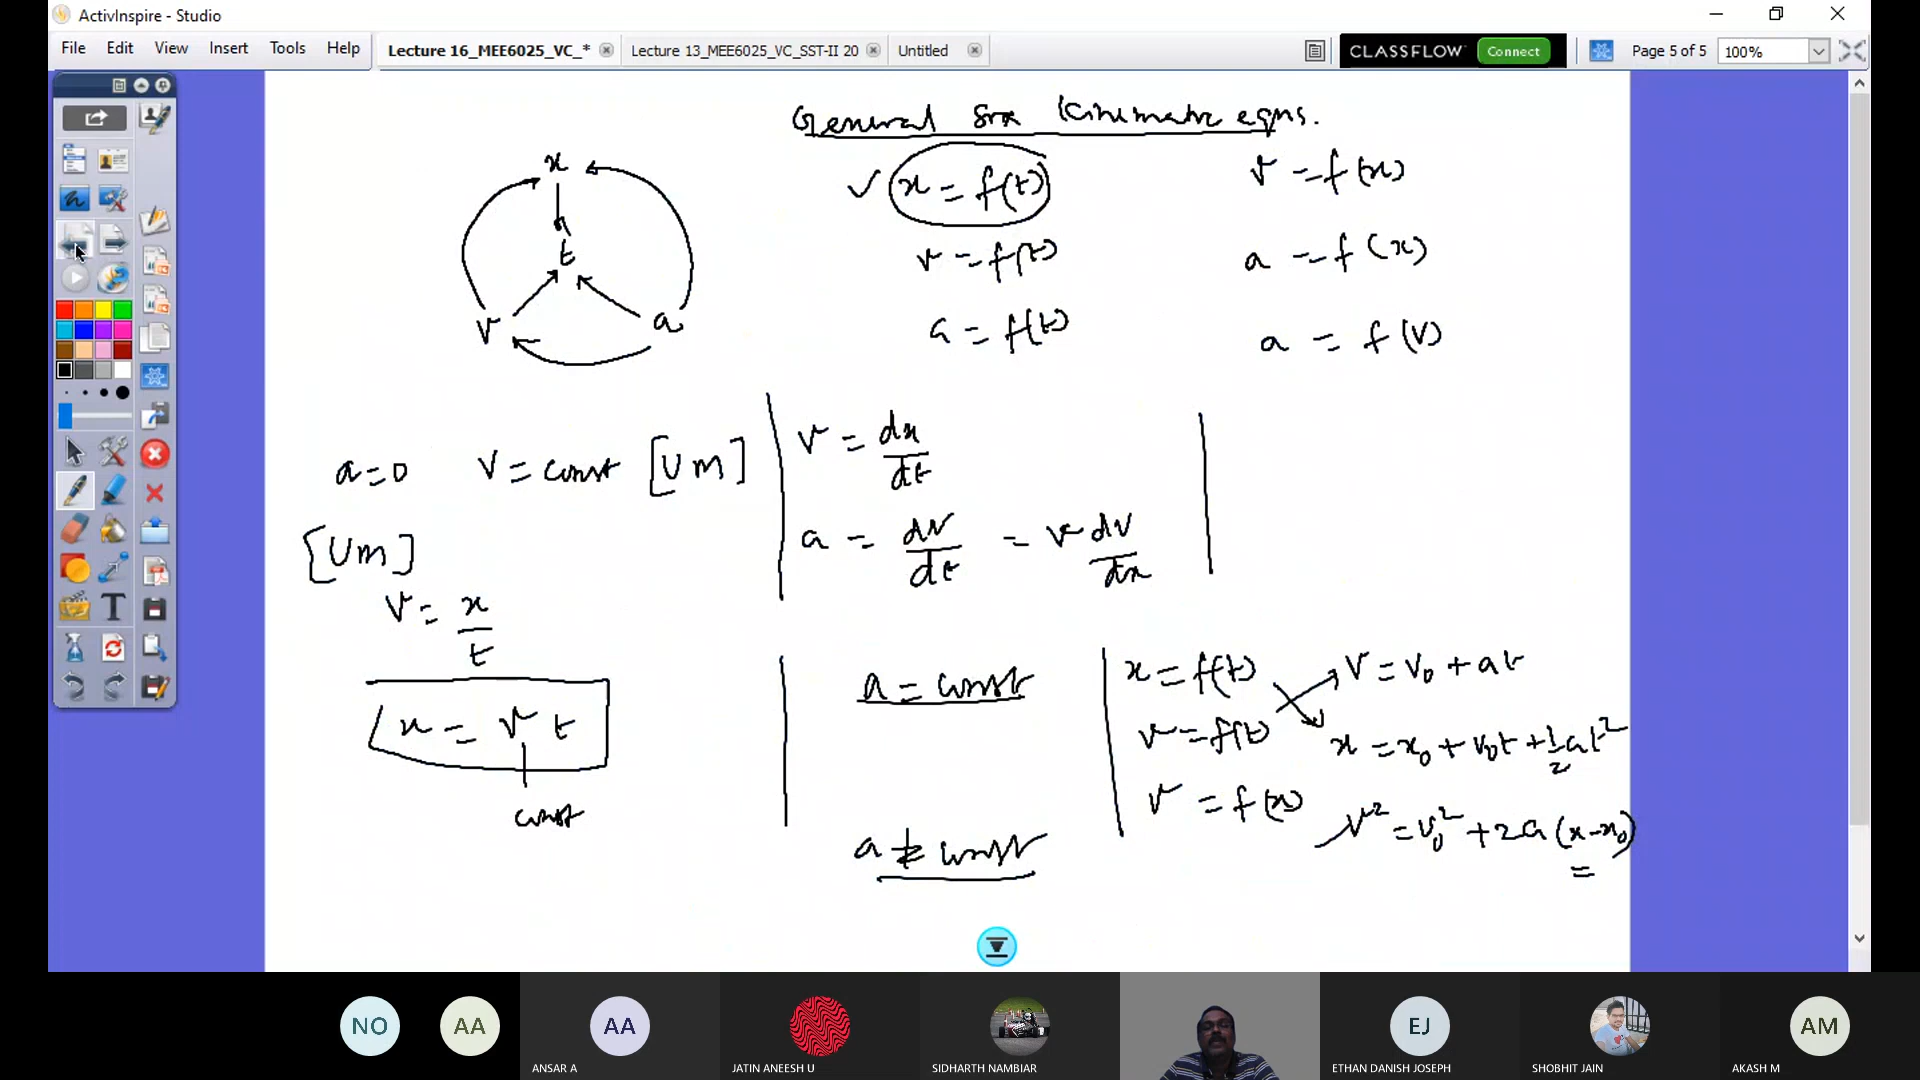 ActivInspire - Studio
File Edit View Insert Tools Help
Lecture 16_MEE6025_VC_ *
Lecture 13_MEE6025_VC_SST-II 20
Untitled
CLASSFLOW Connect
Page 5 of 5
100%
General Six Kinematic eqns.
x
t
v
a
x = f(t)
v = f(t)
a = f(t)
v = f(x)
a = f(x)
a = f(v)
a = 0 v = const [UM]
[UM]
v = x/t
x = v t
const
v = dx/dt
a = dv/dt = v dv/dx
a = const
a ≠ const
x = f(t)
v = f(t)
v = f(x)
v = v₀ + at
x = x₀ + v₀t + 1/2 at²
v² = v₀² + 2a (x-x₀)
=
T
NO
AA
AA
EJ
AM
ANSAR A
JATIN ANEESH U
SIDHARTH NAMBIAR
ETHAN DANISH JOSEPH
SHOBHIT JAIN
AKASH M